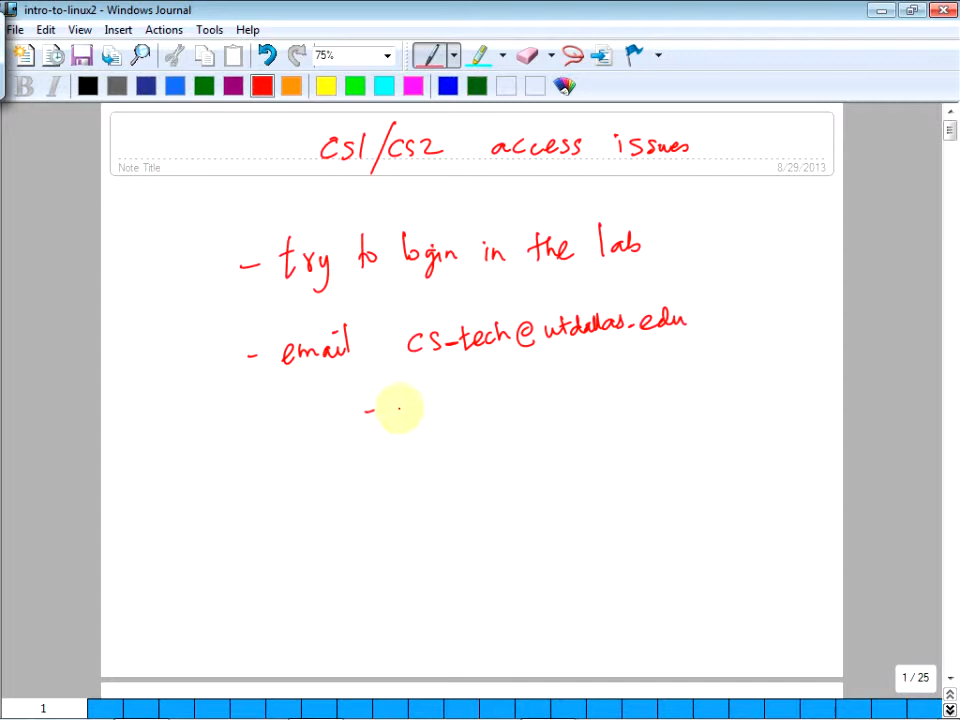 intro-to-linux2 - Windows Journal
File Edit View Insert Actions Tools Help
75%
B I
CS1/CS2 access issues
Note Title 8/29/2013
- try to login in the lab
- email cs-tech@utdallas.edu
-
1 / 25
1